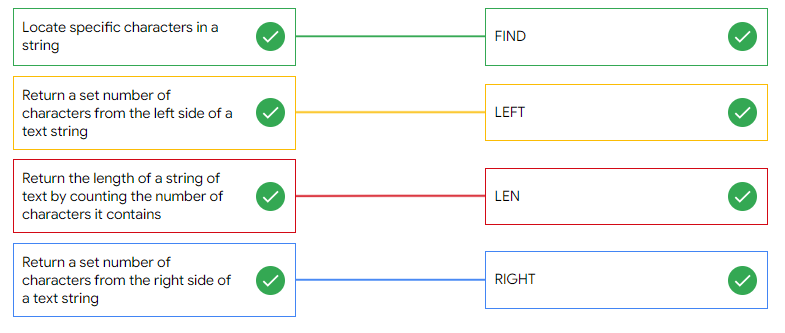 Locate specific characters in a
string
FIND
Return a set number of
characters from the left side of a
text string
LEFT
Return the length of a string of
text by counting the number of
characters it contains
LEN
Return a set number of
characters from the right side of
a text string
RIGHT